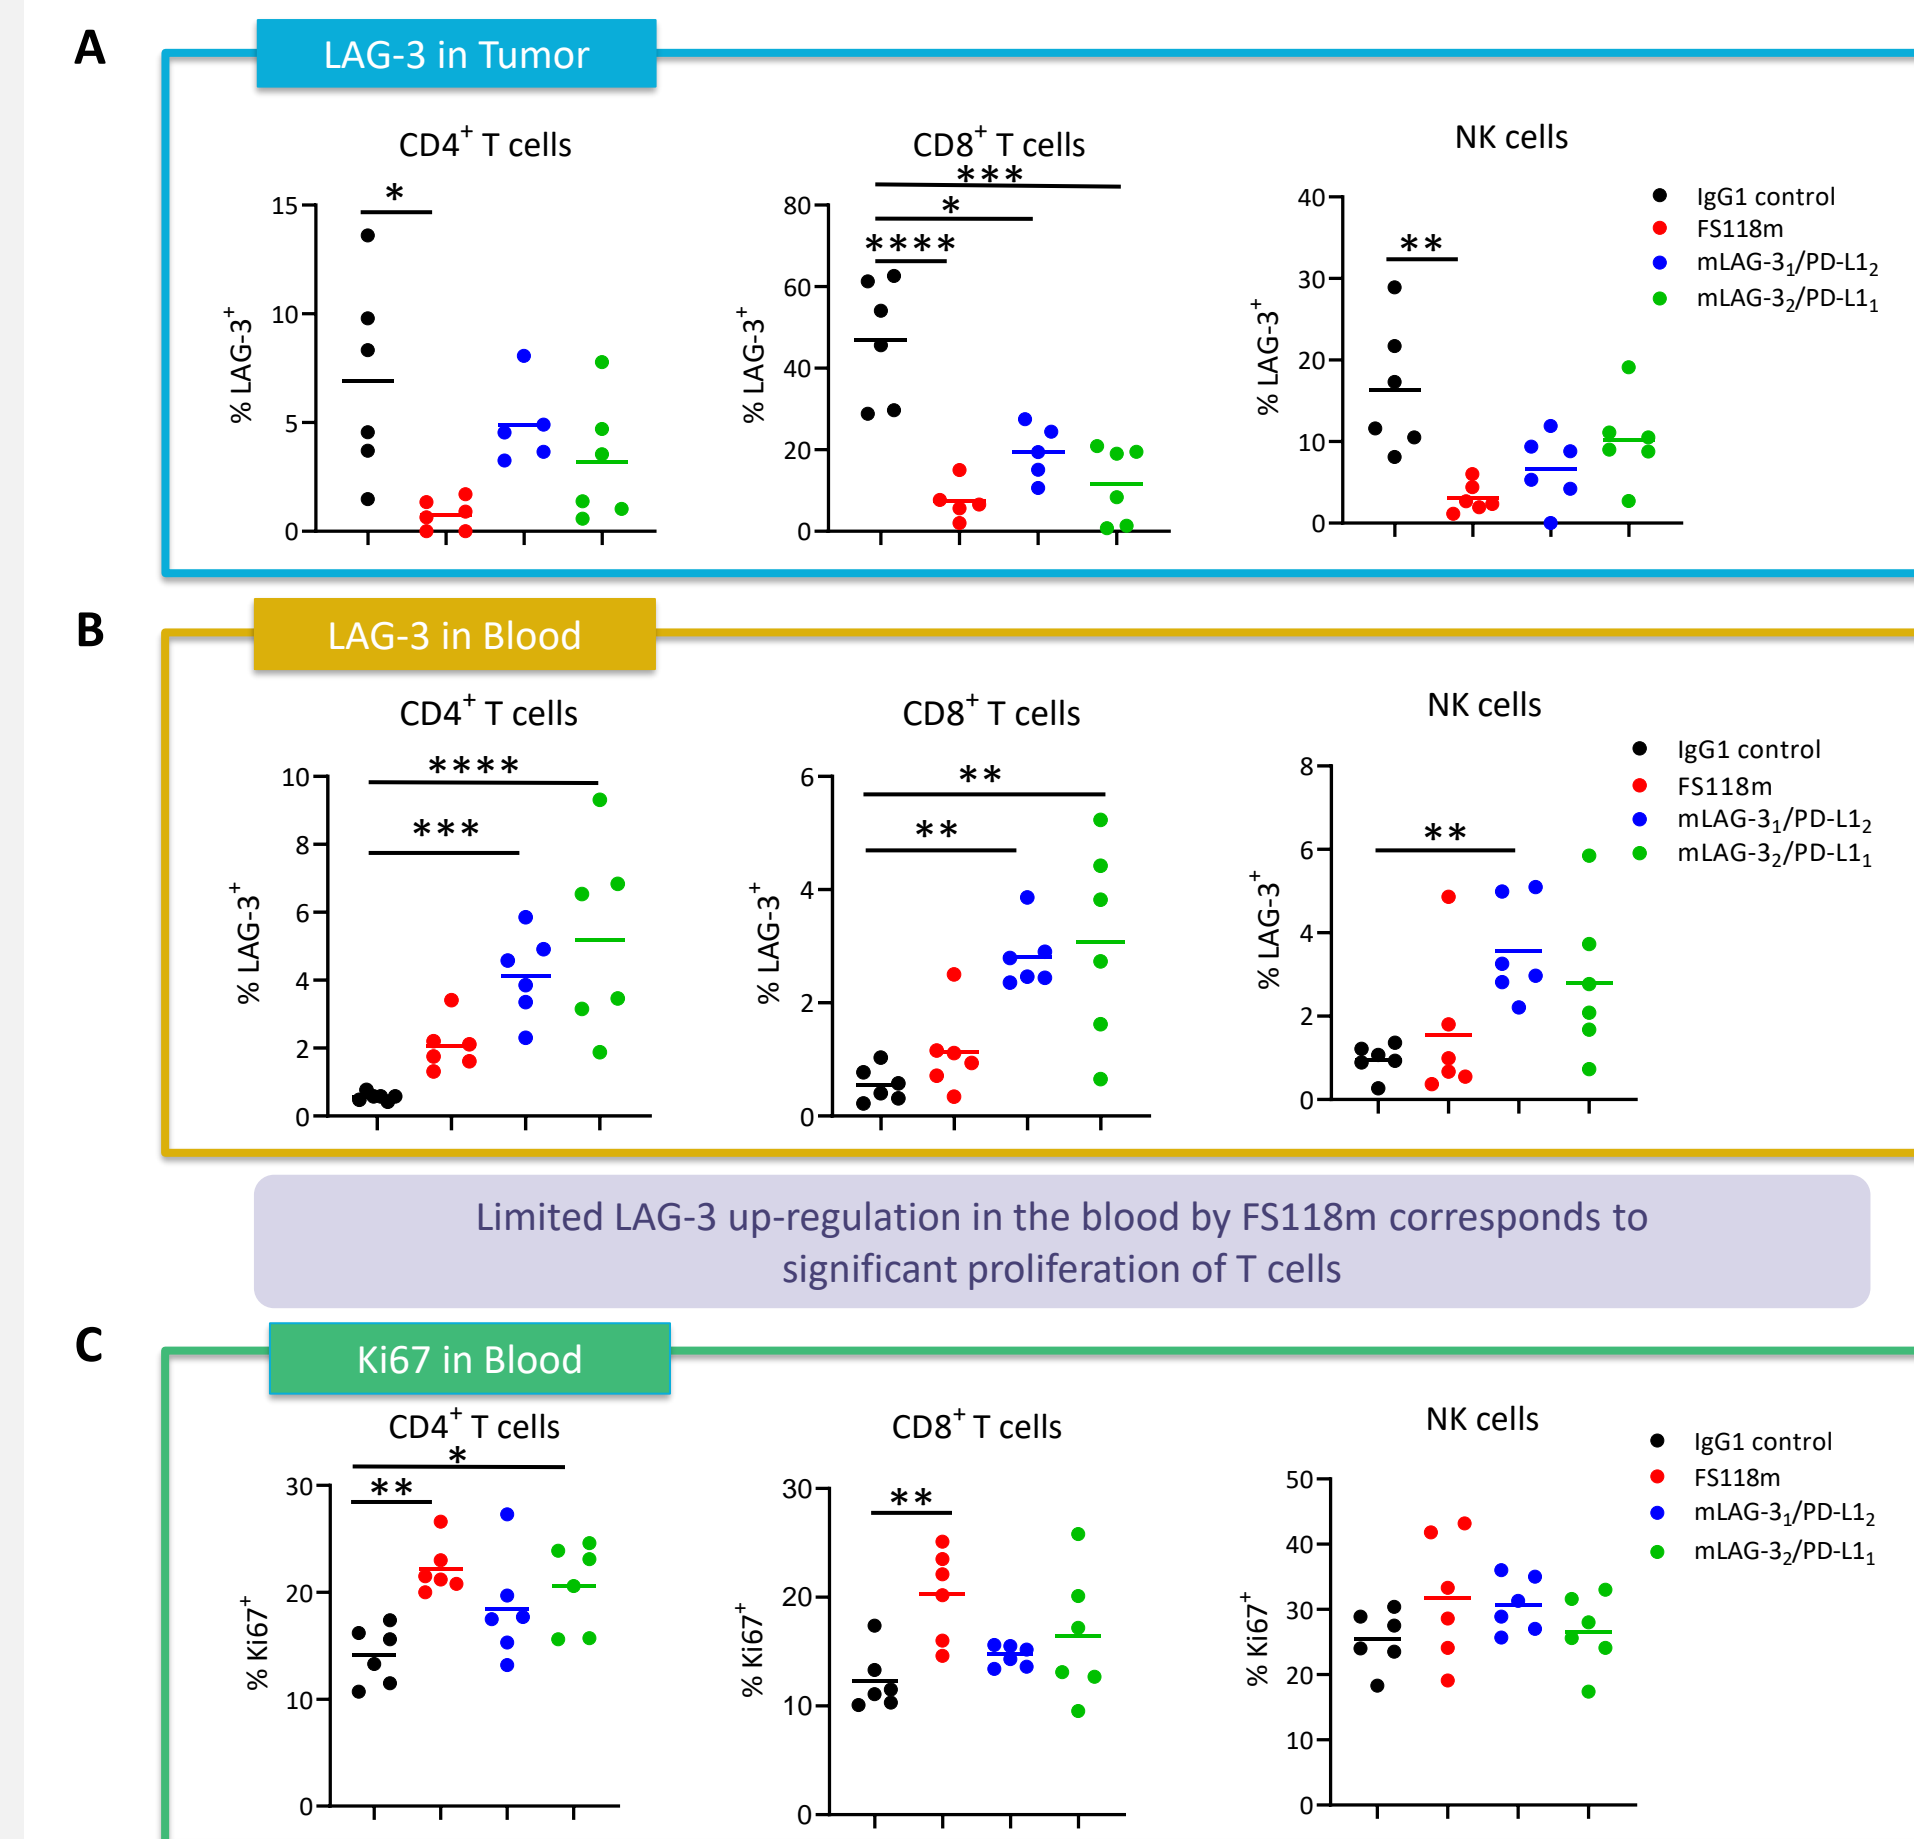 A
LAG-3 in Tumor
CD4⁺ T cells
*
15
10
5
0
% LAG-3⁺
CD8⁺ T cells
***
*
****
80
60
40
20
0
% LAG-3⁺
NK cells
**
40
30
20
10
0
% LAG-3⁺
IgG1 control
FS118m
mLAG-3₁/PD-L1₂
mLAG-3₂/PD-L1₁
B
LAG-3 in Blood
CD4⁺ T cells
****
***
10
8
6
4
2
0
% LAG-3⁺
CD8⁺ T cells
**
**
6
4
2
0
% LAG-3⁺
NK cells
**
8
6
4
2
0
% LAG-3⁺
IgG1 control
FS118m
mLAG-3₁/PD-L1₂
mLAG-3₂/PD-L1₁
Limited LAG-3 up-regulation in the blood by FS118m corresponds to
significant proliferation of T cells
C
Ki67 in Blood
CD4⁺ T cells
*
**
30
20
10
0
% Ki67⁺
CD8⁺ T cells
**
30
20
10
0
% Ki67⁺
NK cells
50
40
30
20
10
0
% Ki67⁺
IgG1 control
FS118m
mLAG-3₁/PD-L1₂
mLAG-3₂/PD-L1₁